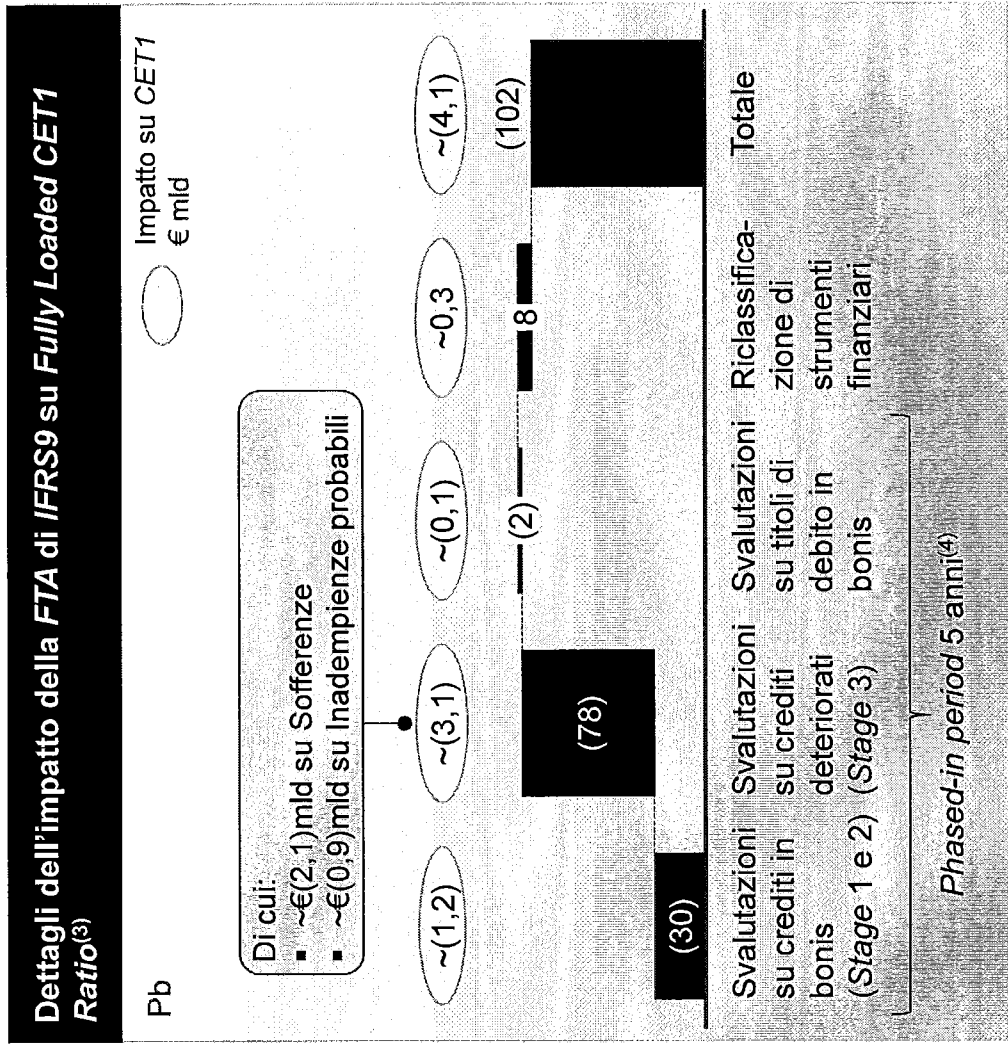 Dettagli dell'impatto della FTA di IFRS9 su Fully Loaded CET1
Ratio(3)
Pb
Impatto su CET1
€ mld
Di cui:
▪ ~€(2,1)mld su Sofferenze
▪ ~€(0,9)mld su Inadempienze probabili
~(1,2)
~(3,1)
~(0,1)
~0,3
~(4,1)
(30)
(78)
(2)
8
(102)
Svalutazioni
su crediti in
bonis
(Stage 1 e 2)
Svalutazioni
su crediti
deteriorati
(Stage 3)
Svalutazioni
su titoli di
debito in
bonis
Riclassifica-
zione di
strumenti
finanziari
Totale
Phased-in period 5 anni(4)